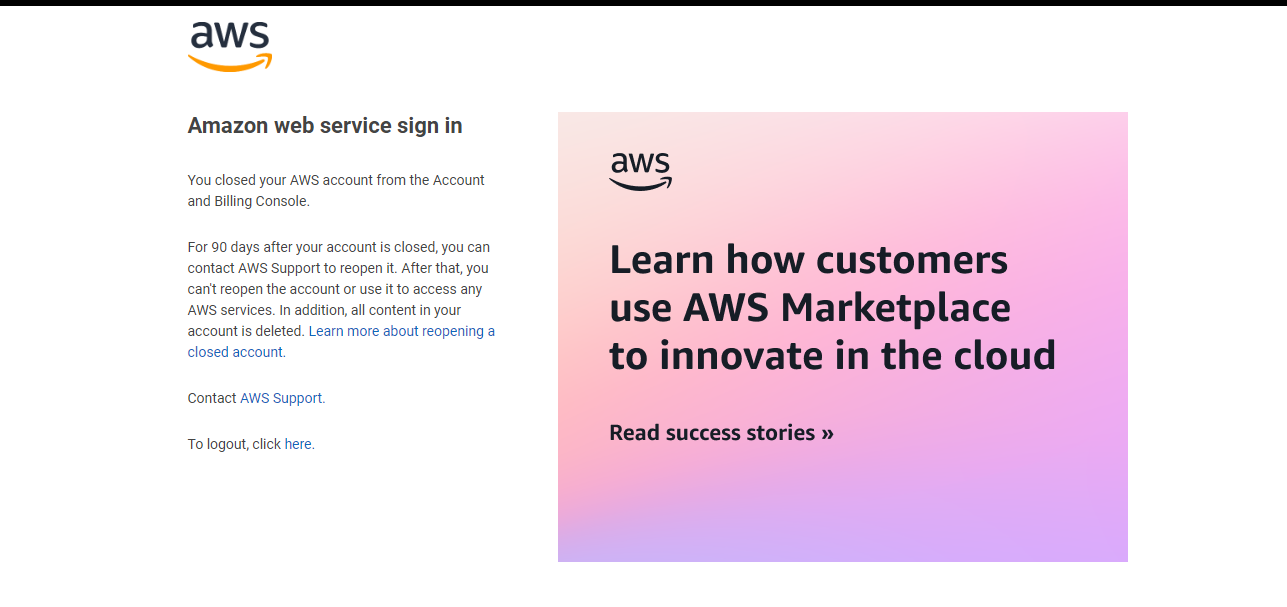 aws
Amazon web service sign in
You closed your AWS account from the Account
and Billing Console.
For 90 days after your account is closed, you can
contact AWS Support to reopen it. After that, you
can't reopen the account or use it to access any
AWS services. In addition, all content in your
account is deleted. Learn more about reopening a
closed account.
Contact AWS Support.
To logout, click here.
aws
Learn how customers
use AWS Marketplace
to innovate in the cloud
Read success stories »